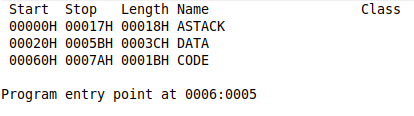 Start Stop Length Name Class
00000H 00017H 00018H ASTACK
00020H 0005BH 0003CH DATA
00060H 0007AH 0001BH CODE
Program entry point at 0006:0005